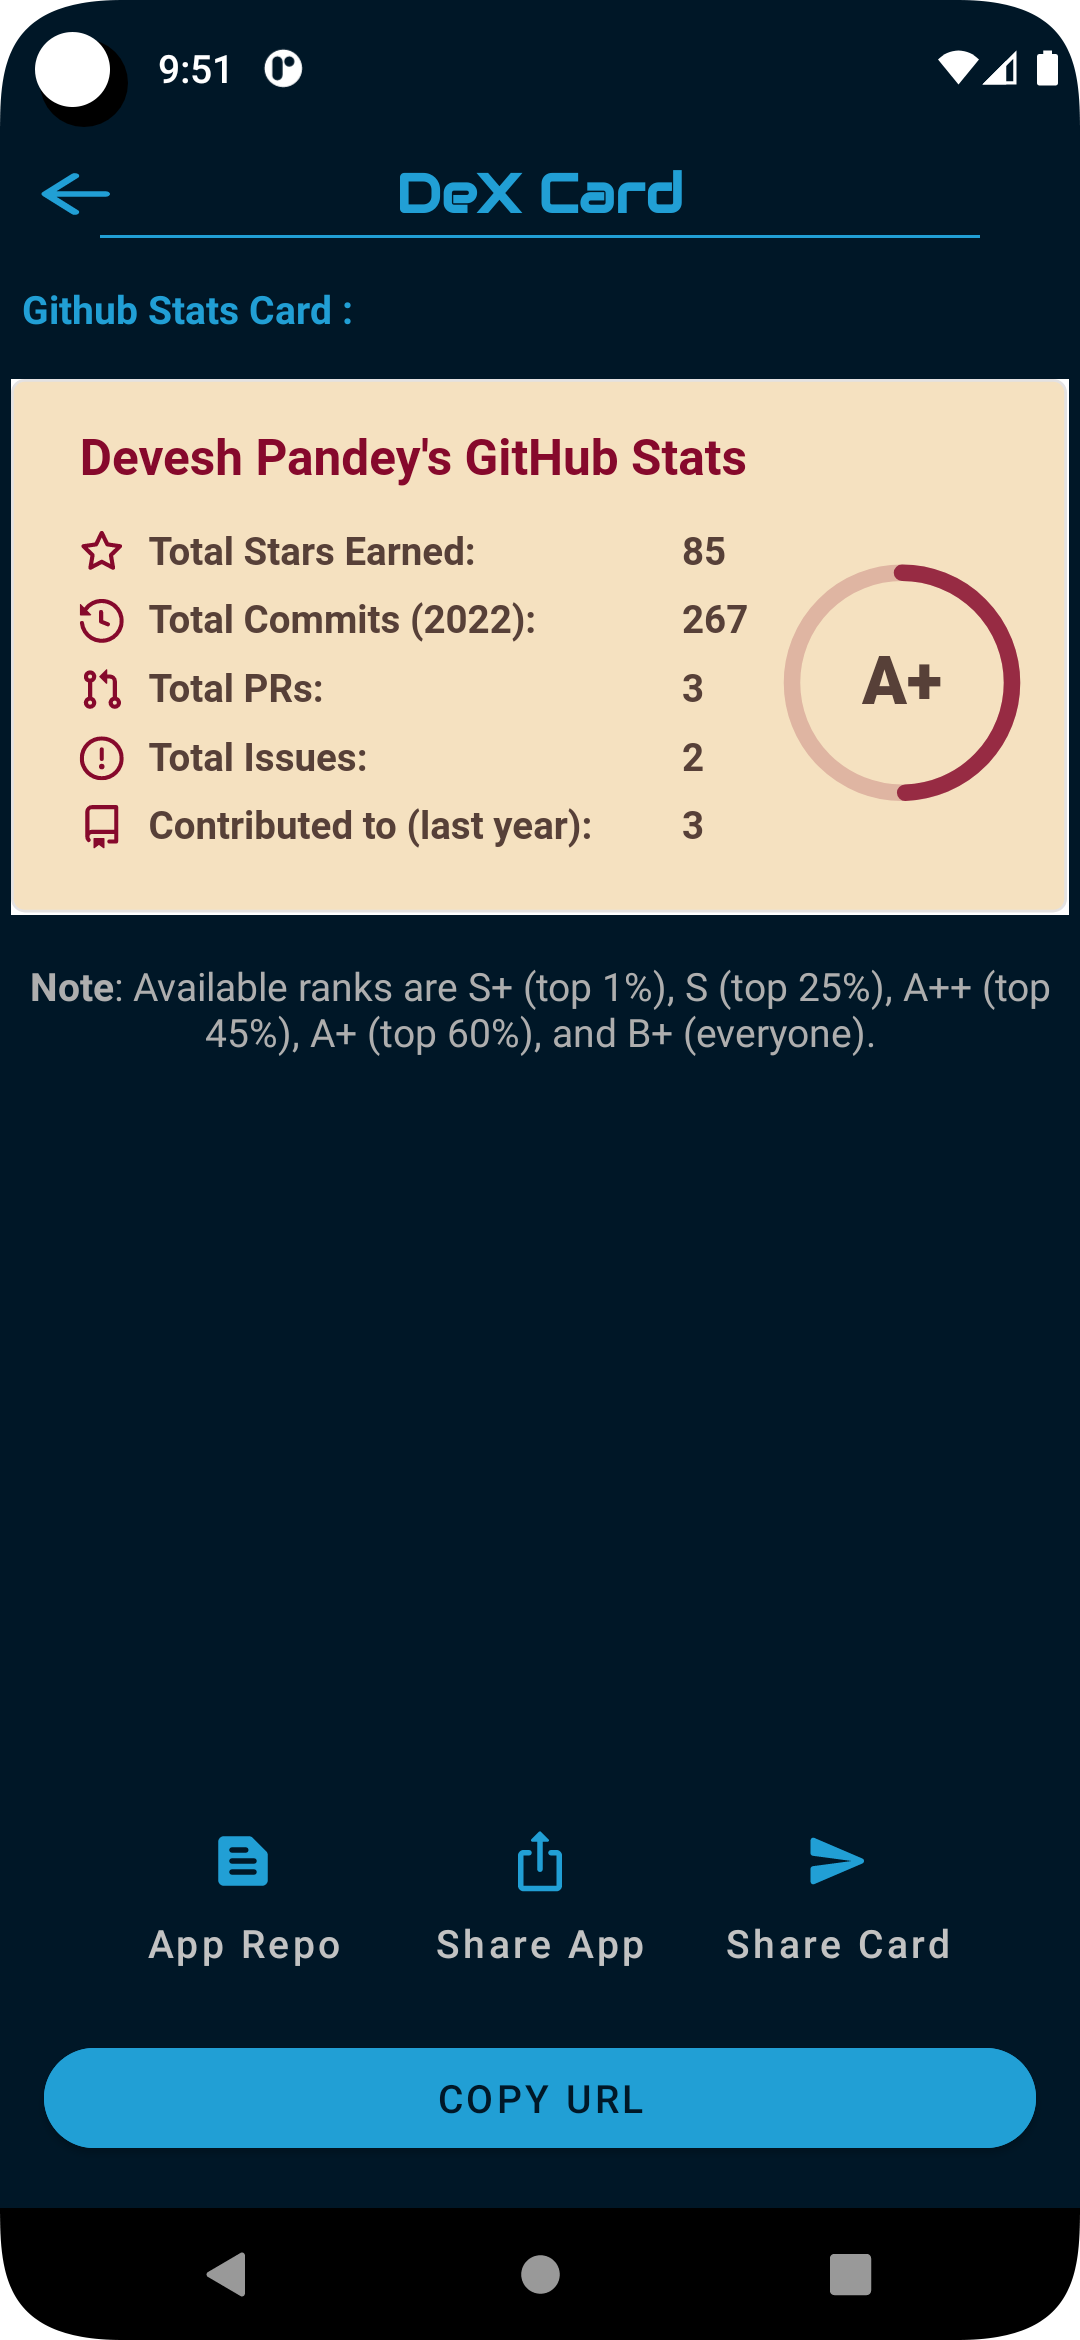 9:51
DeX Card
Github Stats Card :
Devesh Pandey's GitHub Stats
Total Stars Earned: 85
Total Commits (2022): 267
Total PRs: 3
Total Issues: 2
Contributed to (last year): 3
A+
Note: Available ranks are S+ (top 1%), S (top 25%), A++ (top
45%), A+ (top 60%), and B+ (everyone).
App Repo Share App Share Card
COPY URL